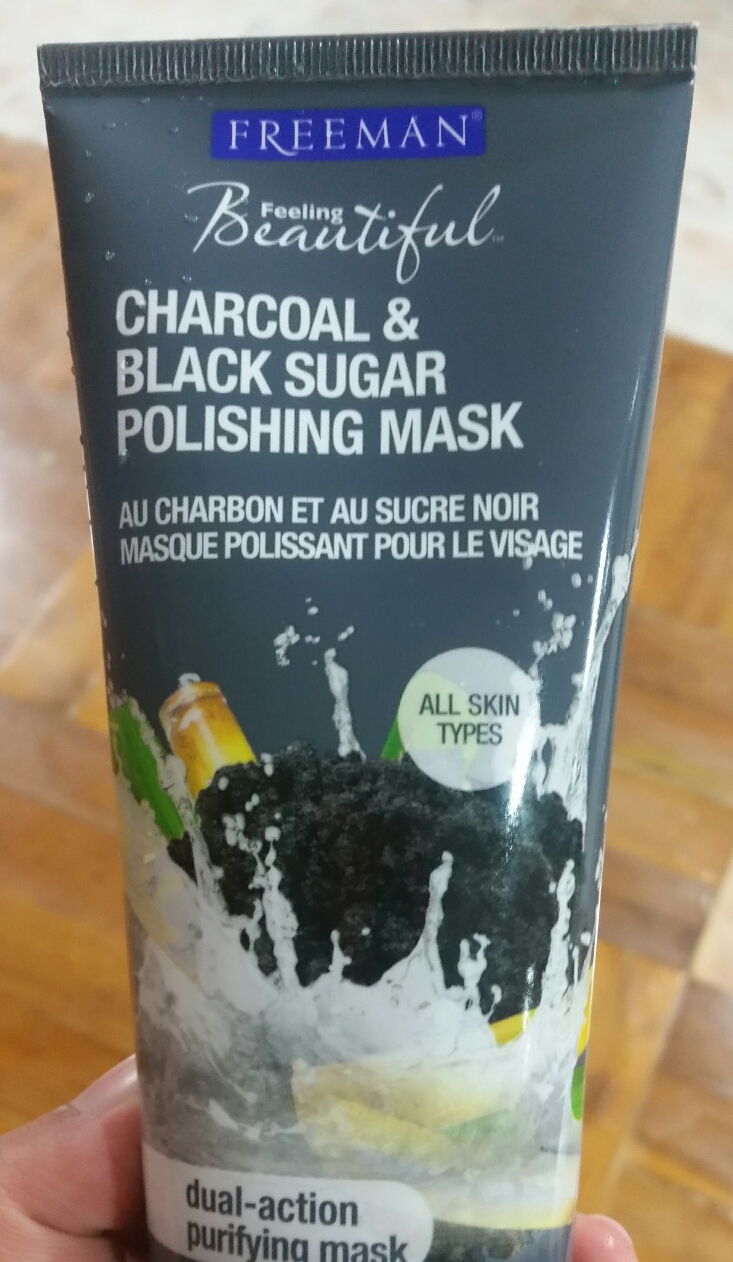 FREEMAN®
Feeling
Beautiful™
CHARCOAL &
BLACK SUGAR
POLISHING MASK
AU CHARBON ET AU SUCRE NOIR
MASQUE POLISSANT POUR LE VISAGE
ALL SKIN
TYPES
dual-action
purifying mask